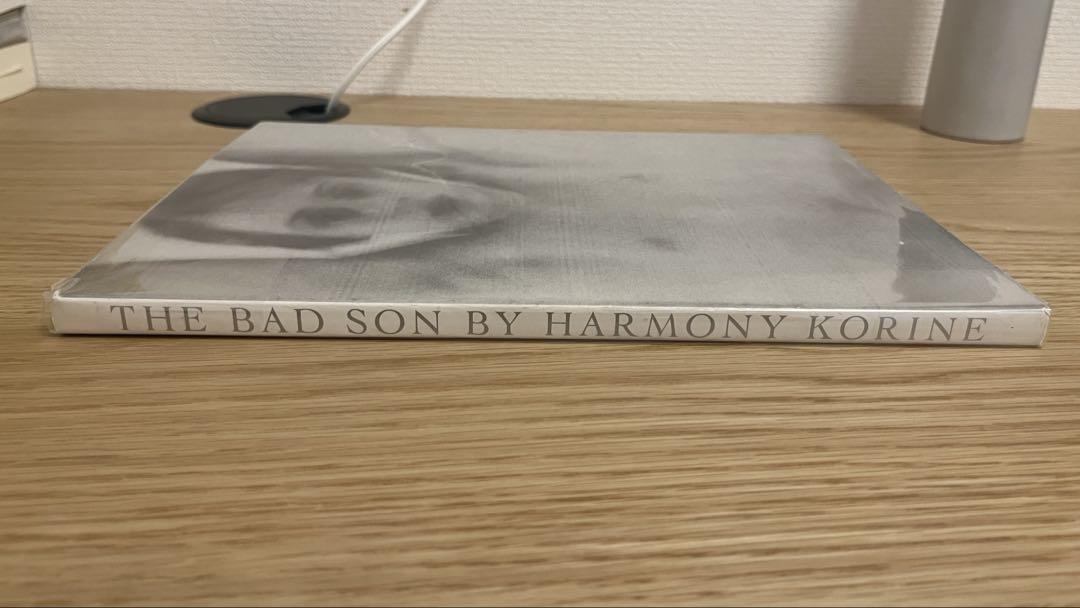 THE BAD SON BY HARMONY KORINE